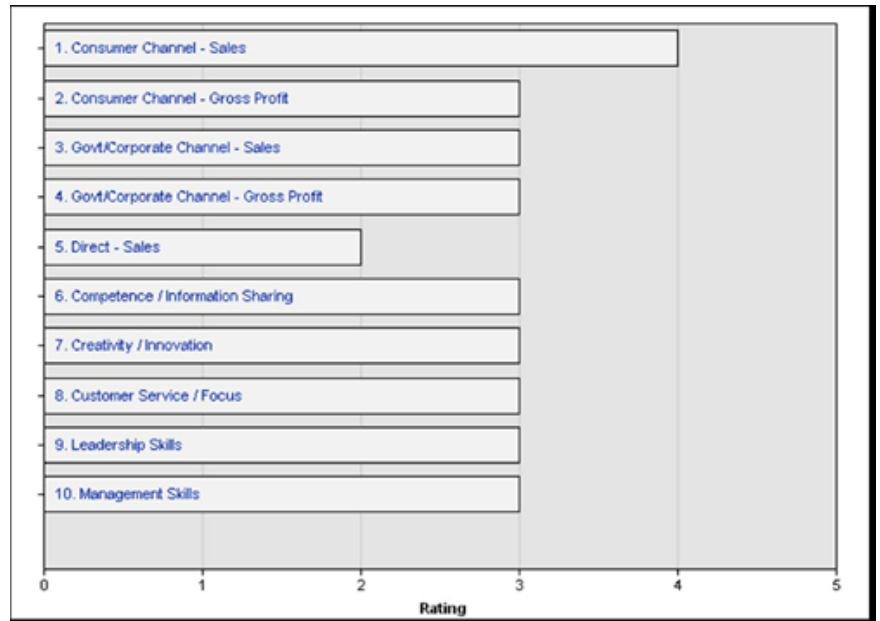 1. Consumer Channel - Sales
2. Consumer Channel - Gross Profit
3. Govt/Corporate Channel - Sales
4. Govt/Corporate Channel - Gross Profit
5. Direct - Sales
6. Competence / Information Sharing
7. Creativity / Innovation
8. Customer Service / Focus
9. Leadership Skills
10. Management Skills
0 1 2 3 4 5
Rating